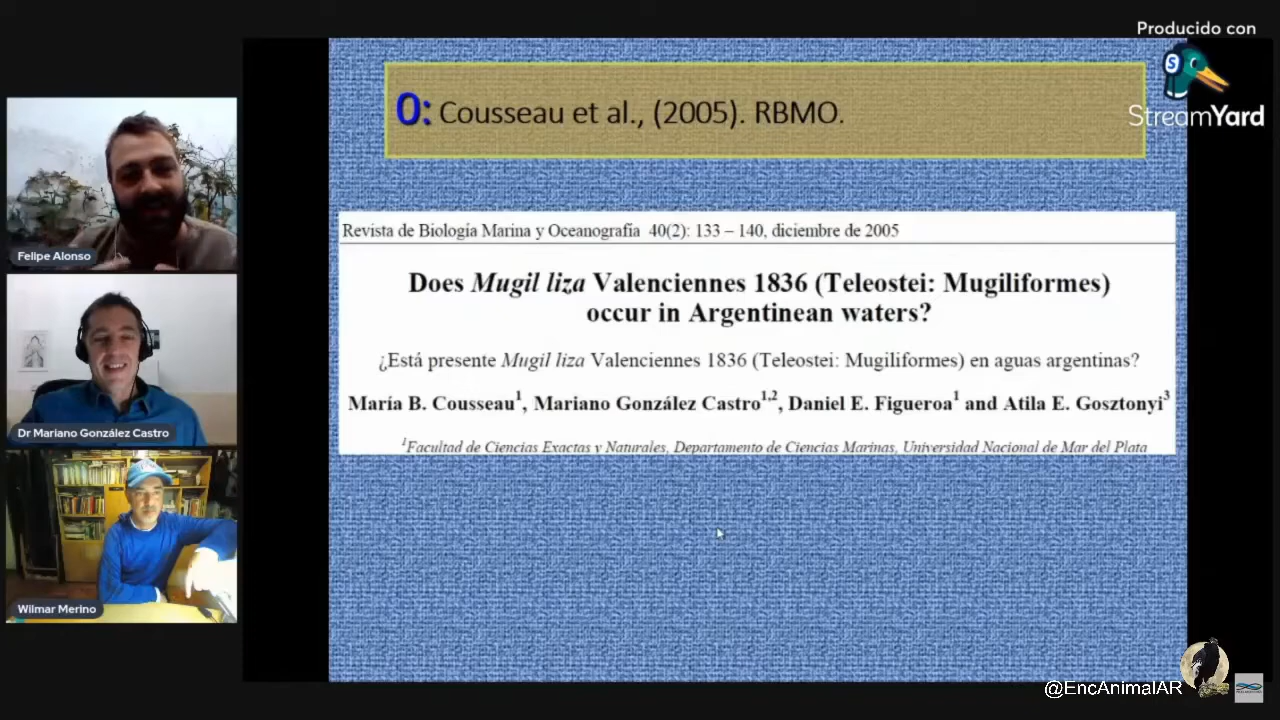 Producido con
StreamYard
0: Cousseau et al., (2005). RBMO.
Revista de Biología Marina y Oceanografía 40(2): 133 – 140, diciembre de 2005
Does Mugil liza Valenciennes 1836 (Teleostei: Mugiliformes)
occur in Argentinean waters?
¿Está presente Mugil liza Valenciennes 1836 (Teleostei: Mugiliformes) en aguas argentinas?
María B. Cousseau¹, Mariano González Castro¹,², Daniel E. Figueroa¹ and Atila E. Gosztonyi³
¹Facultad de Ciencias Exactas y Naturales, Departamento de Ciencias Marinas, Universidad Nacional de Mar del Plata
Felipe Alonso
Dr Mariano González Castro
Wilmar Merino
@EncAnimalAR